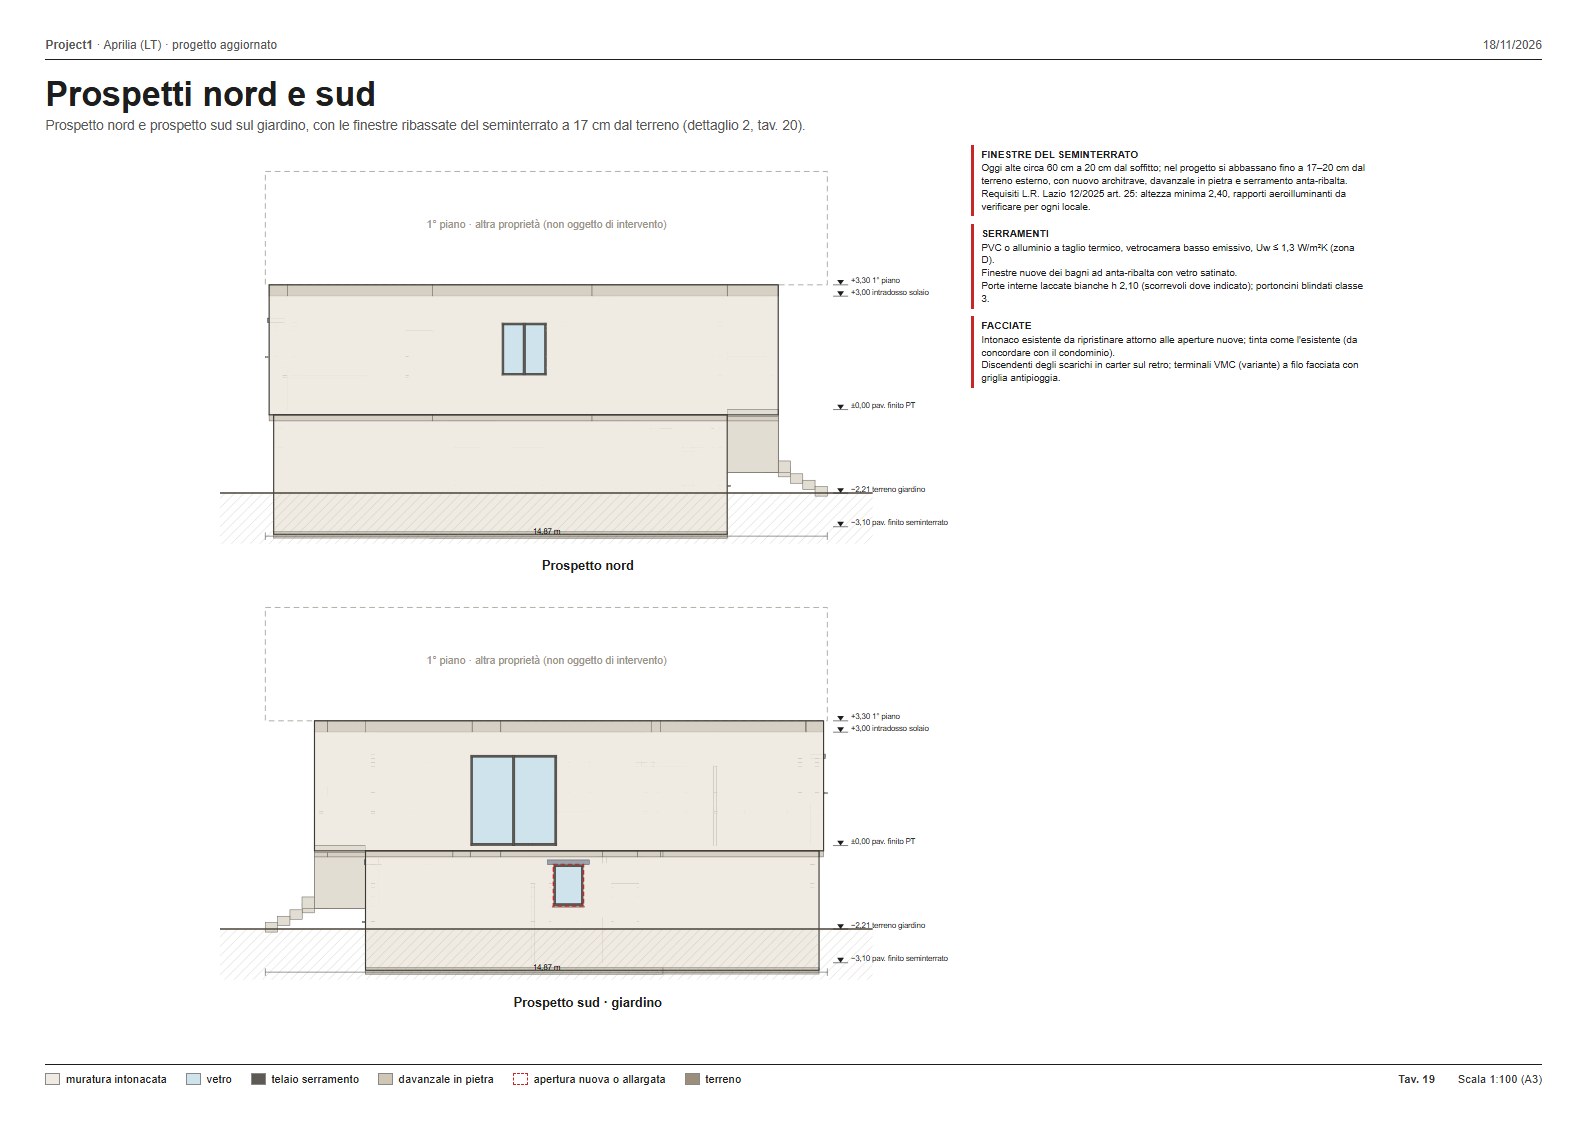 Project1 · Aprilia (LT) · progetto aggiornato
18/11/2026
Prospetti nord e sud
Prospetto nord e prospetto sud sul giardino, con le finestre ribassate del seminterrato a 17 cm dal terreno (dettaglio 2, tav. 20).
FINESTRE DEL SEMINTERRATO
Oggi alte circa 60 cm a 20 cm dal soffitto; nel progetto si abbassano fino a 17–20 cm dal
terreno esterno, con nuovo architrave, davanzale in pietra e serramento anta-ribalta.
Requisiti L.R. Lazio 12/2025 art. 25: altezza minima 2,40, rapporti aeroilluminanti da
verificare per ogni locale.
SERRAMENTI
PVC o alluminio a taglio termico, vetrocamera basso emissivo, Uw ≤ 1,3 W/m²K (zona
D).
Finestre nuove dei bagni ad anta-ribalta con vetro satinato.
Porte interne laccate bianche h 2,10 (scorrevoli dove indicato); portoncini blindati classe
3.
FACCIATE
Intonaco esistente da ripristinare attorno alle aperture nuove; tinta come l'esistente (da
concordare con il condominio).
Discendenti degli scarichi in carter sul retro; terminali VMC (variante) a filo facciata con
griglia antipioggia.
1° piano · altra proprietà (non oggetto di intervento)
+3,30 1° piano
+3,00 intradosso solaio
±0,00 pav. finito PT
−2,21 terreno giardino
−3,10 pav. finito seminterrato
14,87 m
Prospetto nord
1° piano · altra proprietà (non oggetto di intervento)
+3,30 1° piano
+3,00 intradosso solaio
±0,00 pav. finito PT
−2,21 terreno giardino
−3,10 pav. finito seminterrato
14,87 m
Prospetto sud · giardino
muratura intonacata
vetro
telaio serramento
davanzale in pietra
apertura nuova o allargata
terreno
Tav. 19
Scala 1:100 (A3)